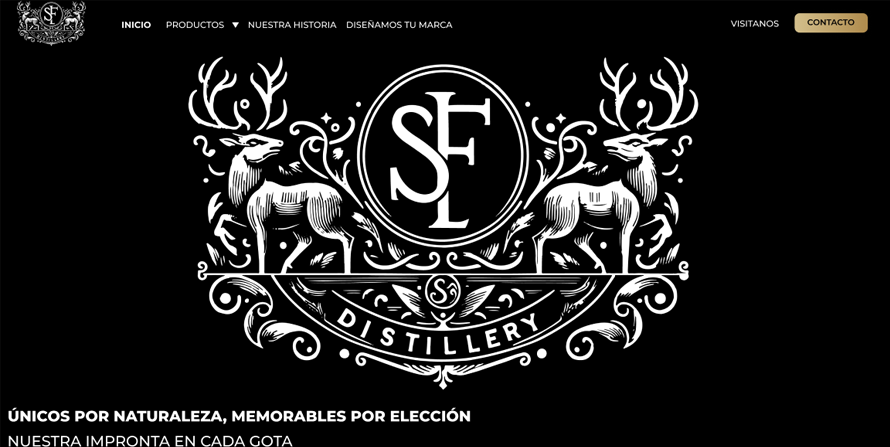 INICIO PRODUCTOS ▼ NUESTRA HISTORIA DISEÑAMOS TU MARCA VISITANOS CONTACTO
SF
DISTILLERY
ÚNICOS POR NATURALEZA, MEMORABLES POR ELECCIÓN
NUESTRA IMPRONTA EN CADA GOTA